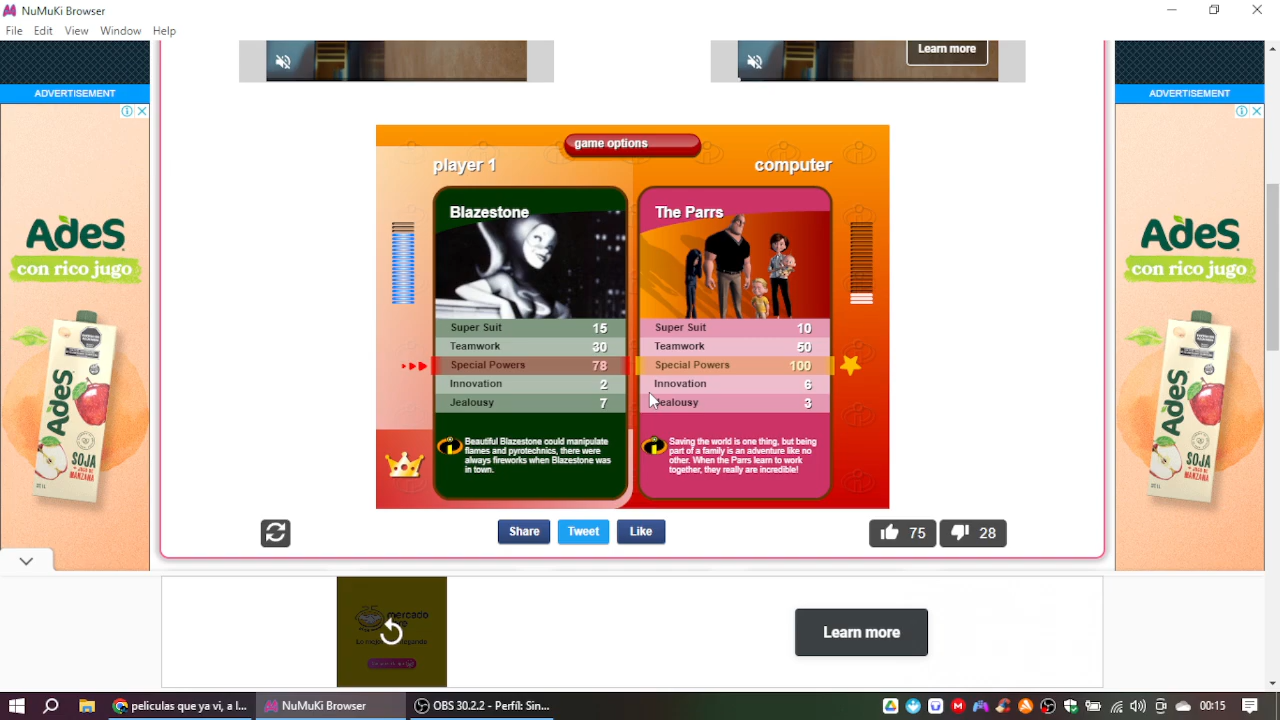 NuMuKi Browser
File Edit View Window Help
Learn more
ADVERTISEMENT
ADVERTISEMENT
AdeS
con rico jugo
AdeS
SOJA
AdeS
con rico jugo
AdeS
SOJA
game options
player 1
computer
Blazestone
Super Suit 15
Teamwork 30
Special Powers 78
Innovation 2
Jealousy 7
Beautiful Blazestone could manipulate
flames and pyrotechnics, there were
always fireworks when Blazestone was
in town.
The Parrs
Super Suit 10
Teamwork 50
Special Powers 100
Innovation 6
Jealousy 3
Saving the world is one thing, but being
part of a family is an adventure like no
other. When the Parrs learn to work
together, they really are incredible!
Share Tweet Like
75 28
mercado
Learn more
peliculas que ya vi, a l...
NuMuKi Browser
OBS 30.2.2 - Perfil: Sin...
00:15